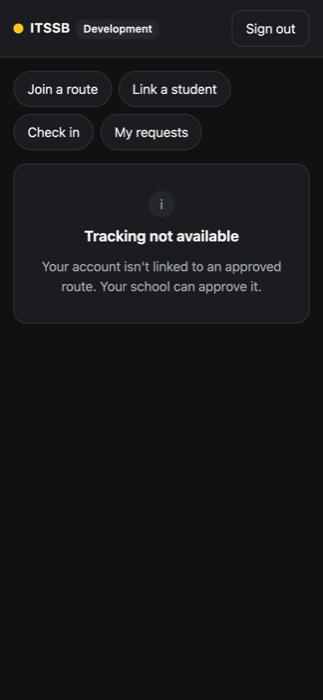 ITSSB Development Sign out
Join a route Link a student
Check in My requests
i
Tracking not available
Your account isn't linked to an approved
route. Your school can approve it.